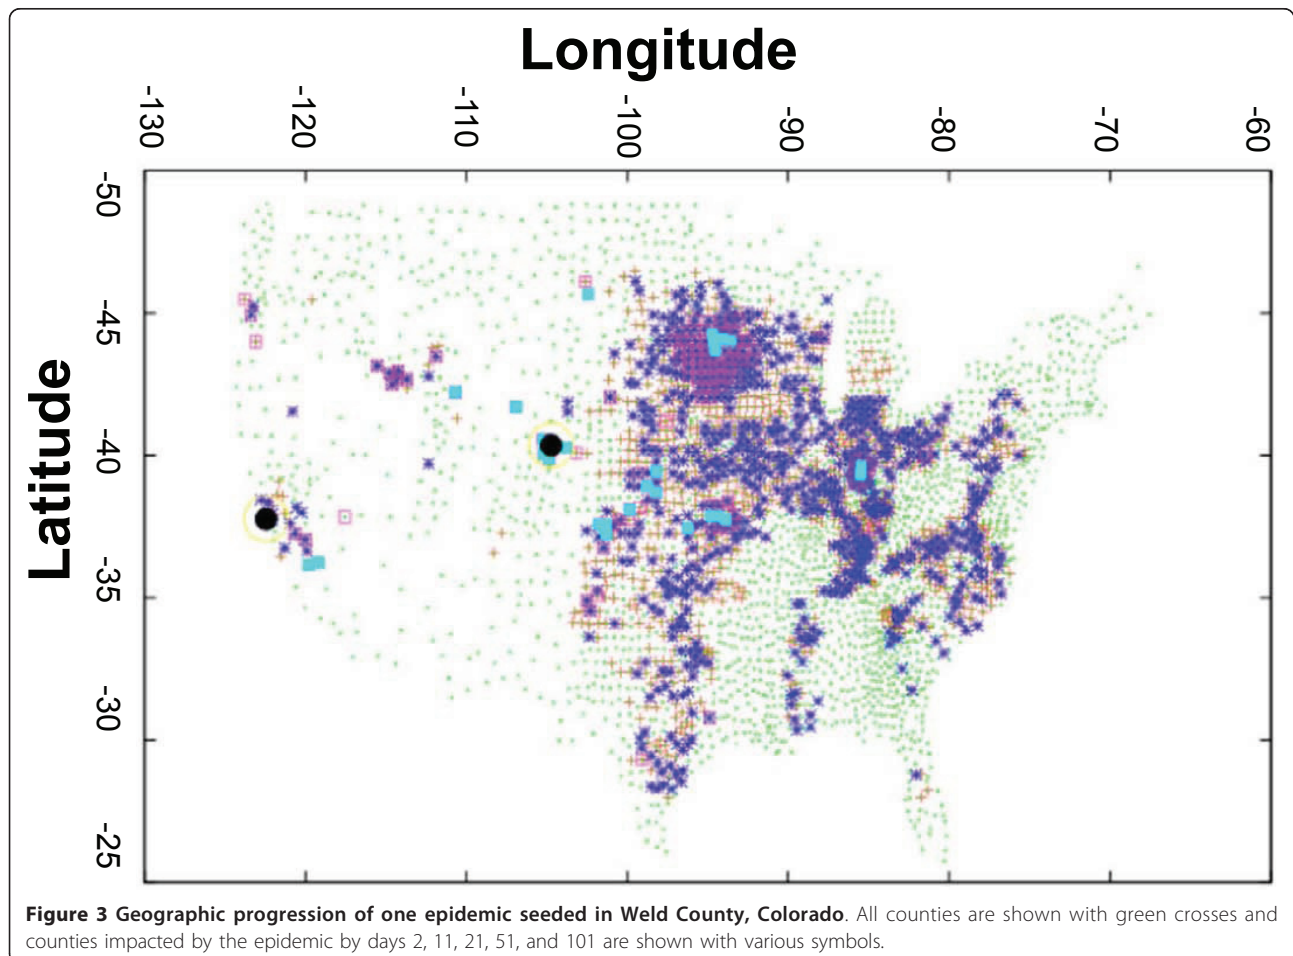 Longitude
-130 -120 -110 -100 -90 -80 -70 -60
Latitude
-50
-45
-40
-35
-30
-25
Figure 3 Geographic progression of one epidemic seeded in Weld County, Colorado. All counties are shown with green crosses and
counties impacted by the epidemic by days 2, 11, 21, 51, and 101 are shown with various symbols.